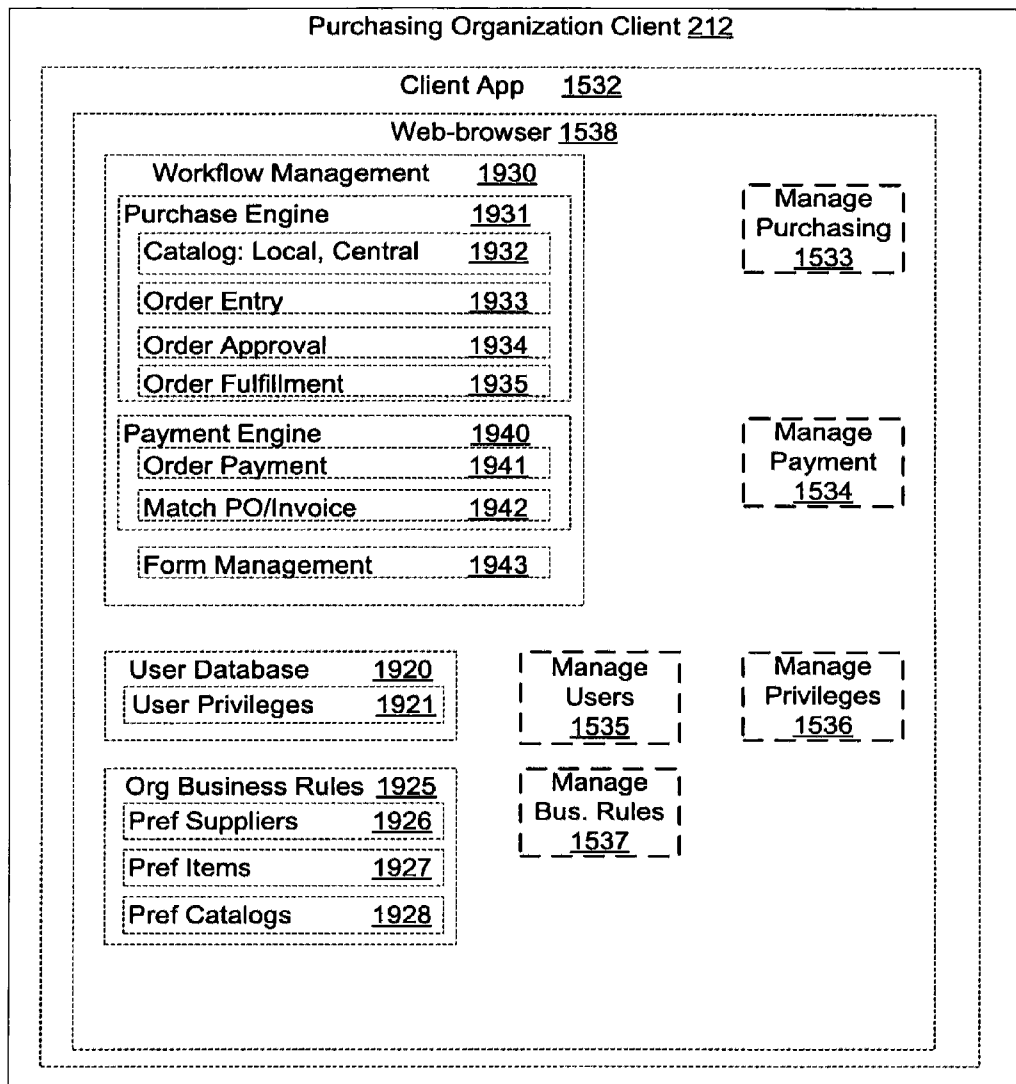 Purchasing Organization Client 212
Client App 1532
Web-browser 1538
Workflow Management 1930
Purchase Engine 1931
Catalog: Local, Central 1932
Order Entry 1933
Order Approval 1934
Order Fulfillment 1935
Payment Engine 1940
Order Payment 1941
Match PO/Invoice 1942
Form Management 1943
Manage
Purchasing
1533
Manage
Payment
1534
User Database 1920
User Privileges 1921
Manage
Users
1535
Manage
Privileges
1536
Org Business Rules 1925
Pref Suppliers 1926
Pref Items 1927
Pref Catalogs 1928
Manage
Bus. Rules
1537